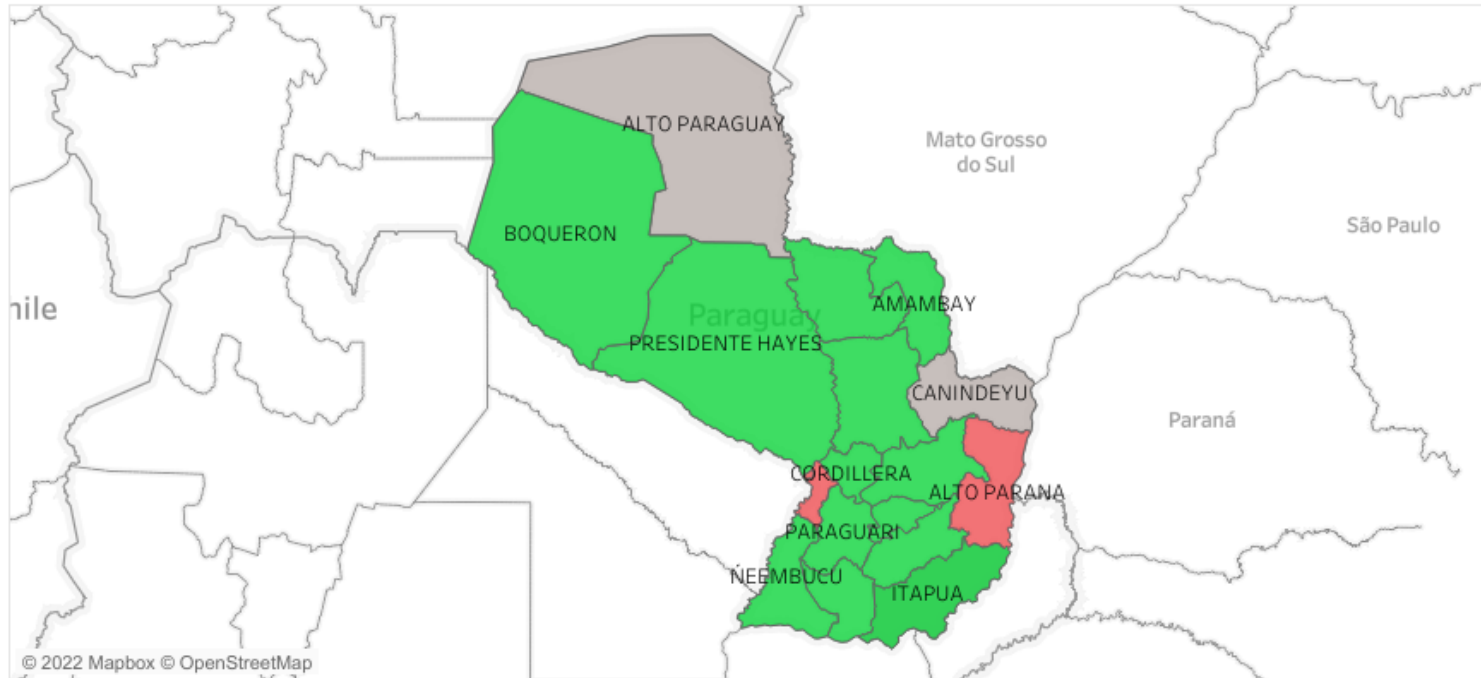 ALTO PARAGUAY
Mato Grosso
do Sul
São Paulo
BOQUERON
nile
AMAMBAY
Paraguay
PRESIDENTE HAYES
CANINDEYU
Paraná
CORDILLERA
ALTO PARANA
PARAGUARI
ÑEEMBUCU
ITAPUA
© 2022 Mapbox © OpenStreetMap